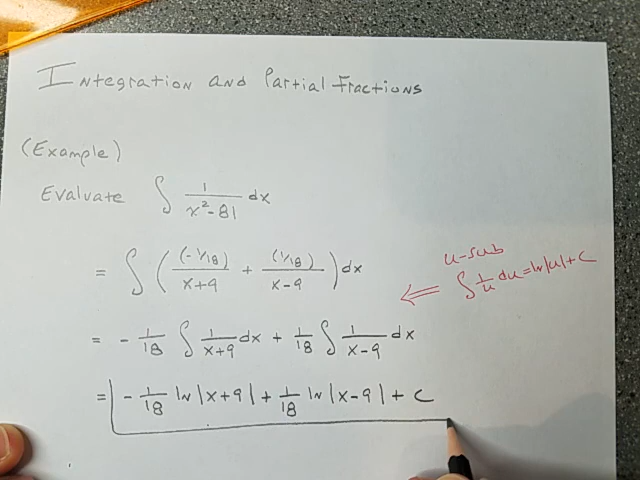 Integration and Partial Fractions
(Example)
Evaluate ∫ 1/(x²-81) dx
= ∫ ( (-1/18)/(x+9) + (1/18)/(x-9) ) dx
u-sub
⇐ ∫ 1/u du = ln|u| + C
= - 1/18 ∫ 1/(x+9) dx + 1/18 ∫ 1/(x-9) dx
= - 1/18 ln|x+9| + 1/18 ln|x-9| + C